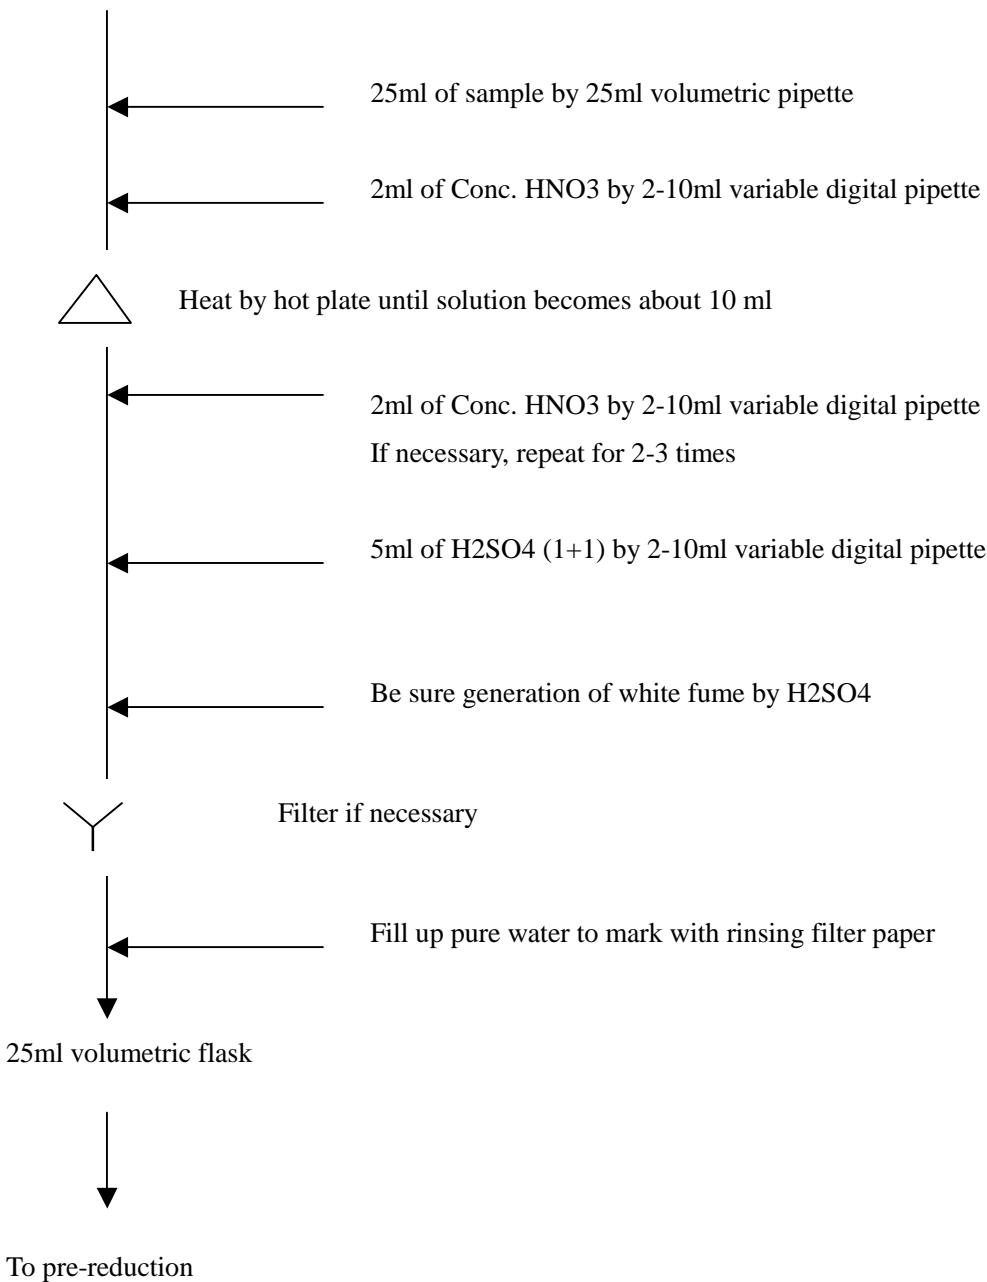 25ml of sample by 25ml volumetric pipette
2ml of Conc. HNO3 by 2-10ml variable digital pipette
Heat by hot plate until solution becomes about 10 ml
2ml of Conc. HNO3 by 2-10ml variable digital pipette
If necessary, repeat for 2-3 times
5ml of H2SO4 (1+1) by 2-10ml variable digital pipette
Be sure generation of white fume by H2SO4
Filter if necessary
Fill up pure water to mark with rinsing filter paper
25ml volumetric flask
To pre-reduction